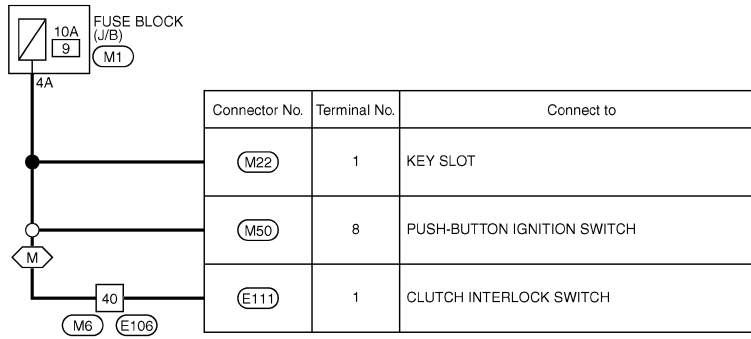 FUSE BLOCK
(J/B)
10A
9
M1
4A
Connector No. Terminal No. Connect to
M22 1 KEY SLOT
M50 8 PUSH-BUTTON IGNITION SWITCH
M
40 E111 1 CLUTCH INTERLOCK SWITCH
M6 E106